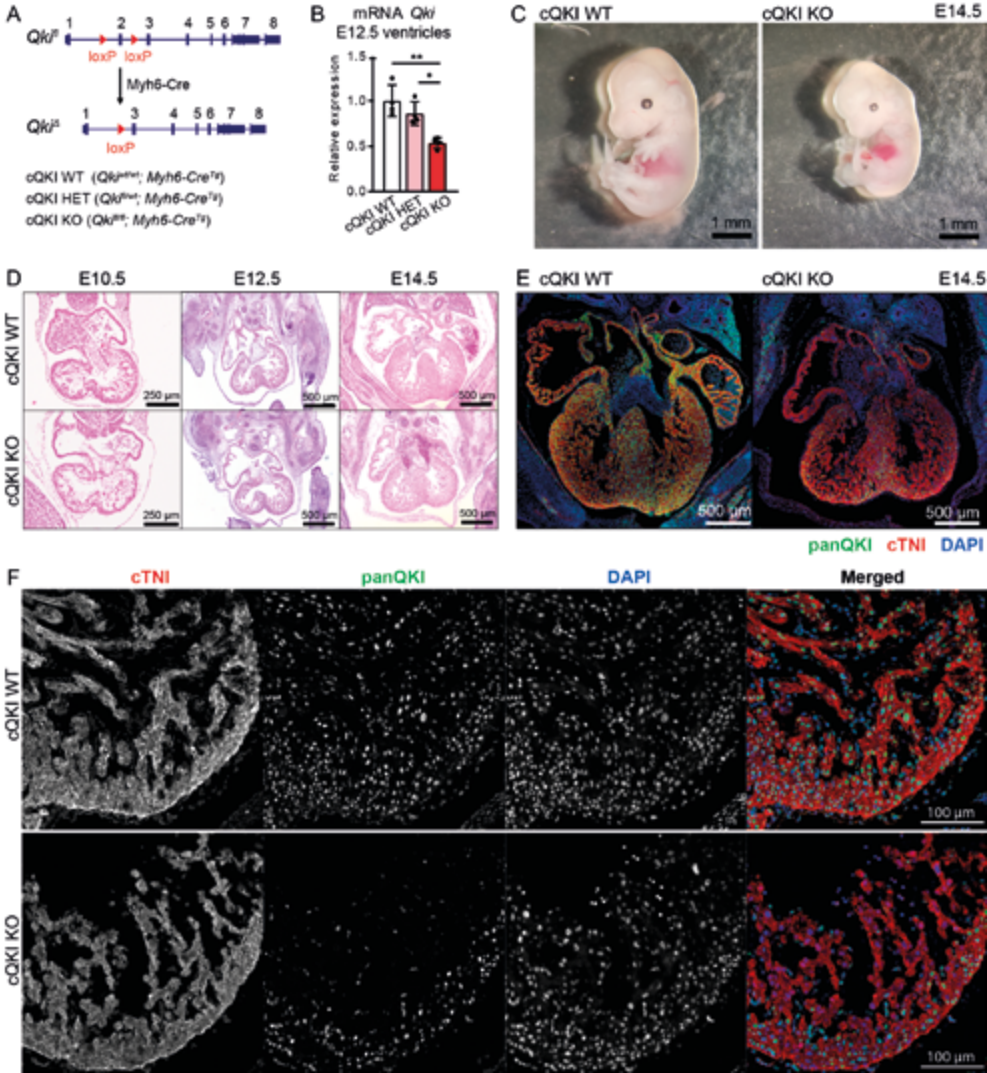 A
1 2 3 4 5 6 7 8
loxP loxP
Myh6-Cre
1 3 4 5 6 7 8
loxP
cQKI WT
cQKI HET
cQKI KO
B
mRNA Qki
E12.5 ventricles
Relative expression
1.5
1.0
0.5
0.0
**
*
cQKI WT
cQKI HET
cQKI KO
C
cQKI WT
cQKI KO
E14.5
1 mm
1 mm
D
E10.5
E12.5
E14.5
cQKI WT
250 µm
500 µm
500 µm
cQKI KO
250 µm
500 µm
500 µm
E
cQKI WT
cQKI KO
E14.5
500 µm
500 µm
panQKI cTNI DAPI
F
cTNI
panQKI
DAPI
Merged
cQKI WT
100 µm
cQKI KO
100 µm